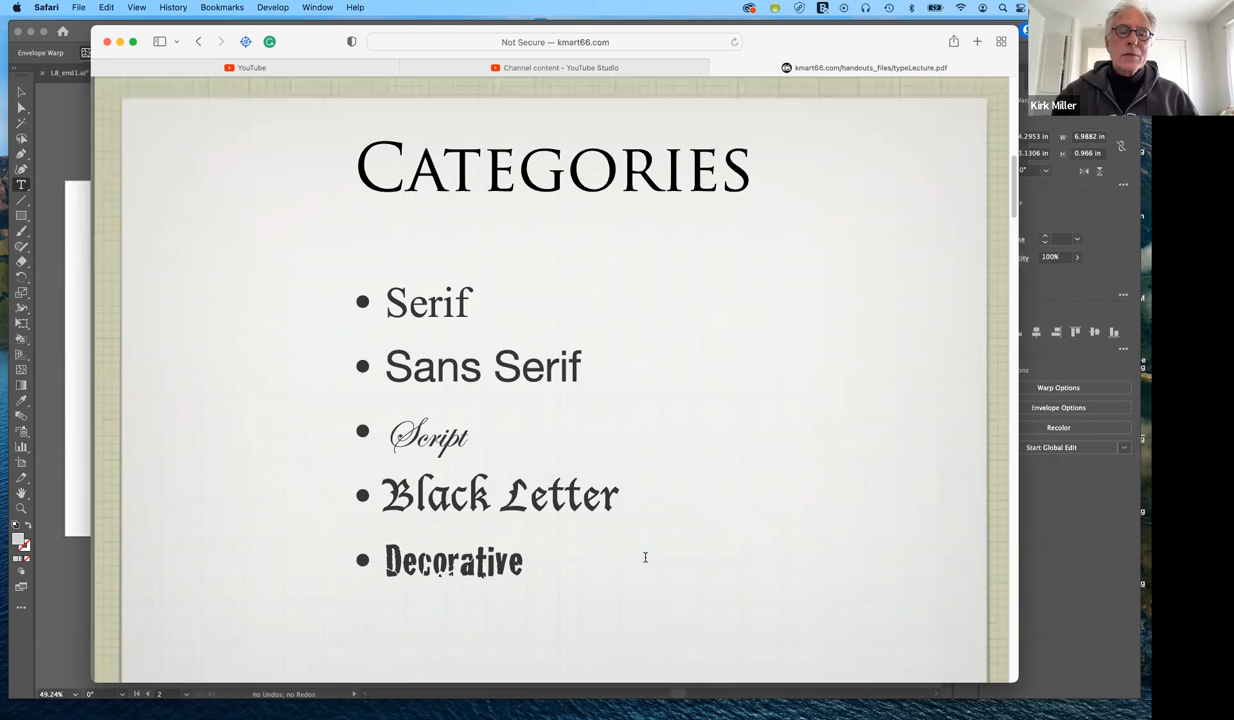 Safari File Edit View History Bookmarks Develop Window Help
Not Secure — kmart66.com
YouTube
Channel content - YouTube Studio
kmart66.com/handouts_files/typeLecture.pdf
Envelope Warp
CATEGORIES
• Serif
• Sans Serif
• Script
• Black Letter
• Decorative
Kirk Miller
W: 6.9882 in
H: 0.966 in
100%
Warp Options
Envelope Options
Recolor
Start Global Edit
49.24% 0° 2 no Undos; no Redos